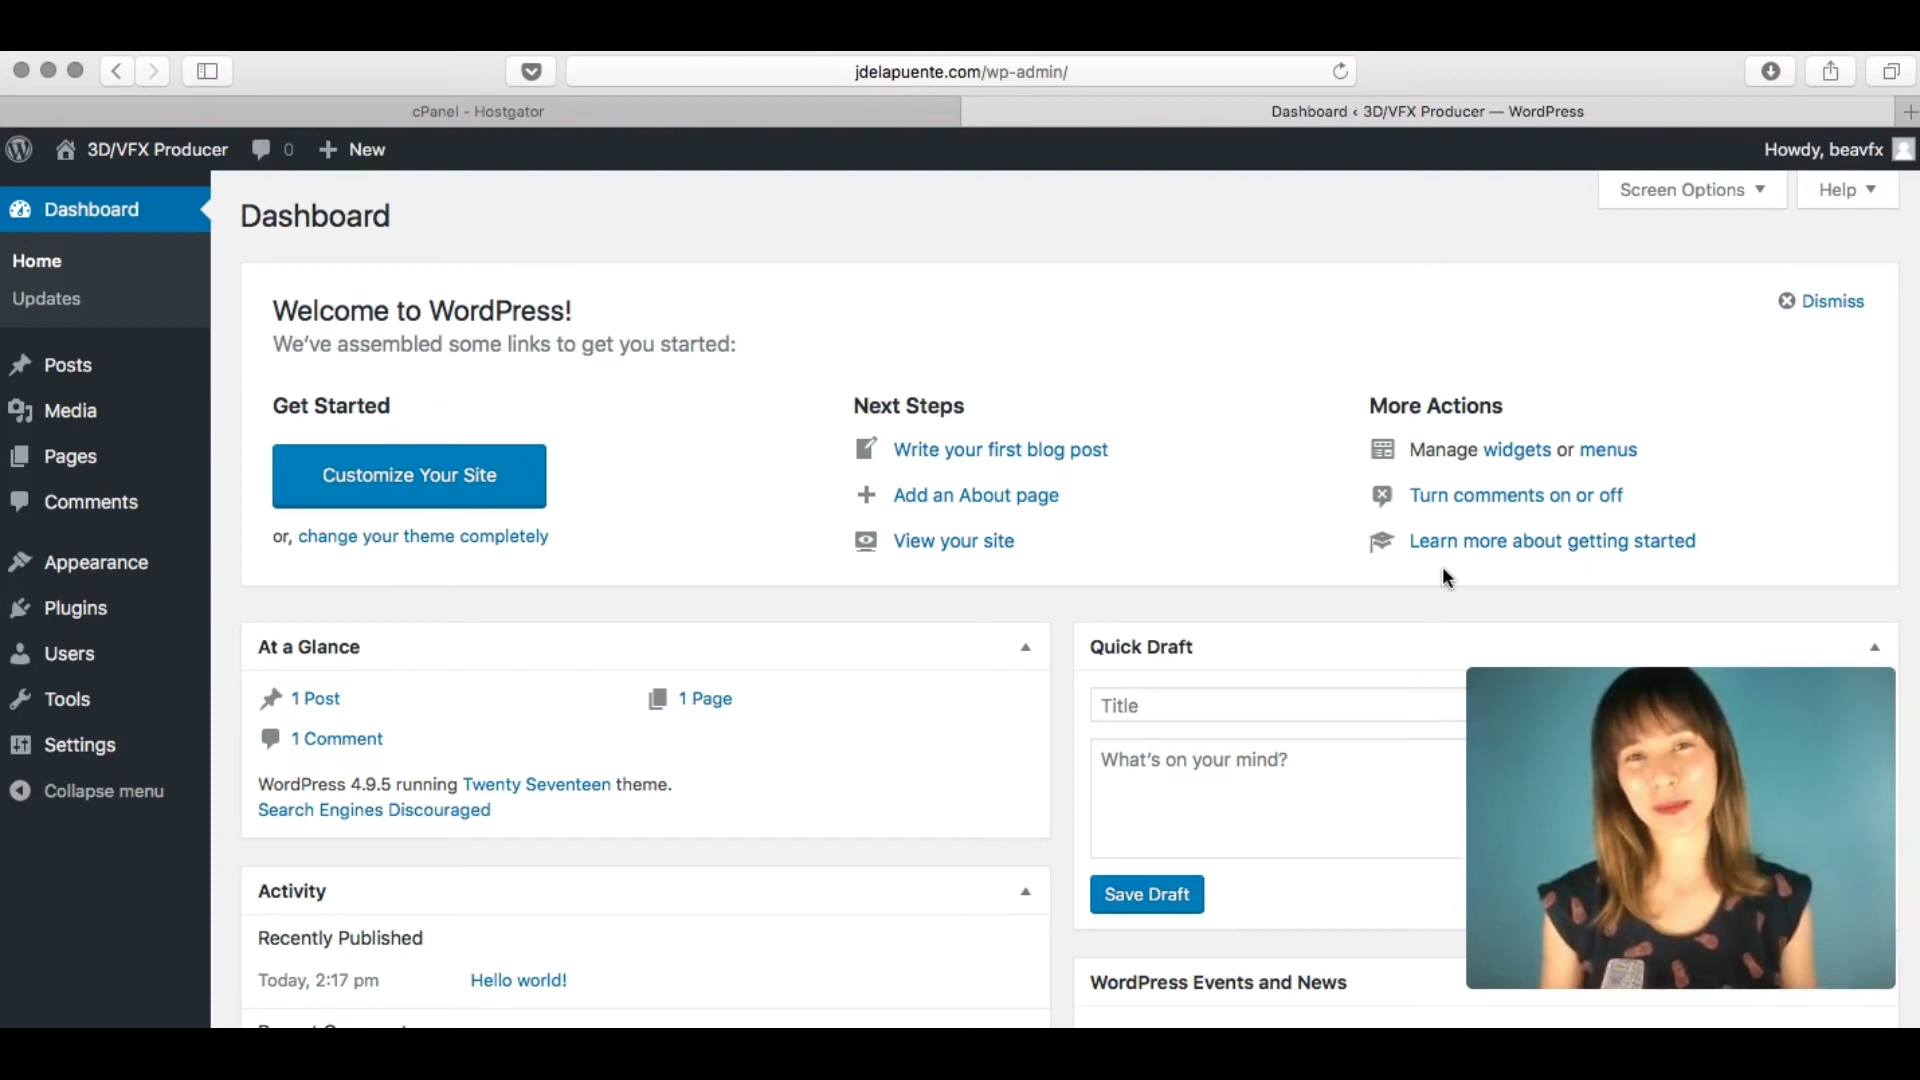 jdelapuente.com/wp-admin/
cPanel - Hostgator
Dashboard ‹ 3D/VFX Producer — WordPress
3D/VFX Producer
0
New
Howdy, beavfx
Dashboard
Home
Updates
Posts
Media
Pages
Comments
Appearance
Plugins
Users
Tools
Settings
Collapse menu
Screen Options
Help
Dashboard
Welcome to WordPress!
We've assembled some links to get you started:
Dismiss
Get Started
Customize Your Site
or, change your theme completely
Next Steps
Write your first blog post
Add an About page
View your site
More Actions
Manage widgets or menus
Turn comments on or off
Learn more about getting started
At a Glance
1 Post
1 Page
1 Comment
WordPress 4.9.5 running Twenty Seventeen theme.
Search Engines Discouraged
Activity
Recently Published
Today, 2:17 pm
Hello world!
Quick Draft
Title
What's on your mind?
Save Draft
WordPress Events and News